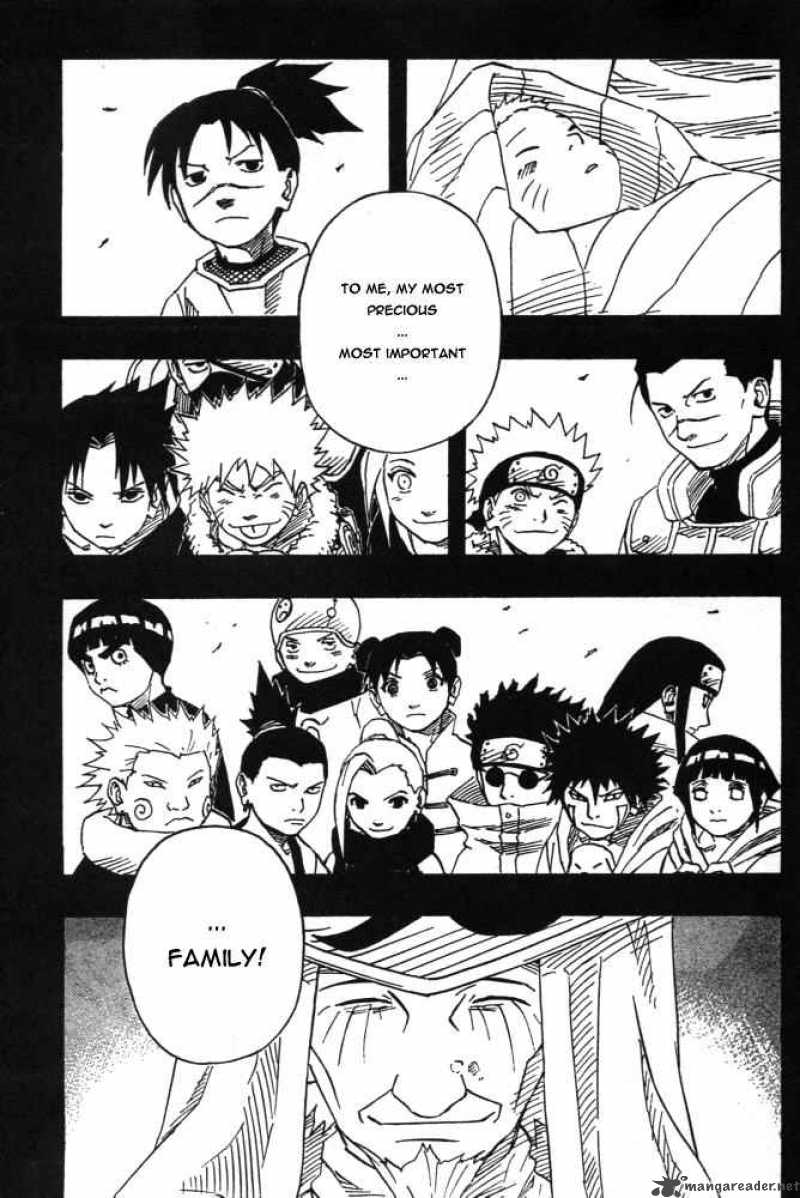 TO ME, MY MOST
PRECIOUS
...
MOST IMPORTANT
...
...
FAMILY!
mangareader.net